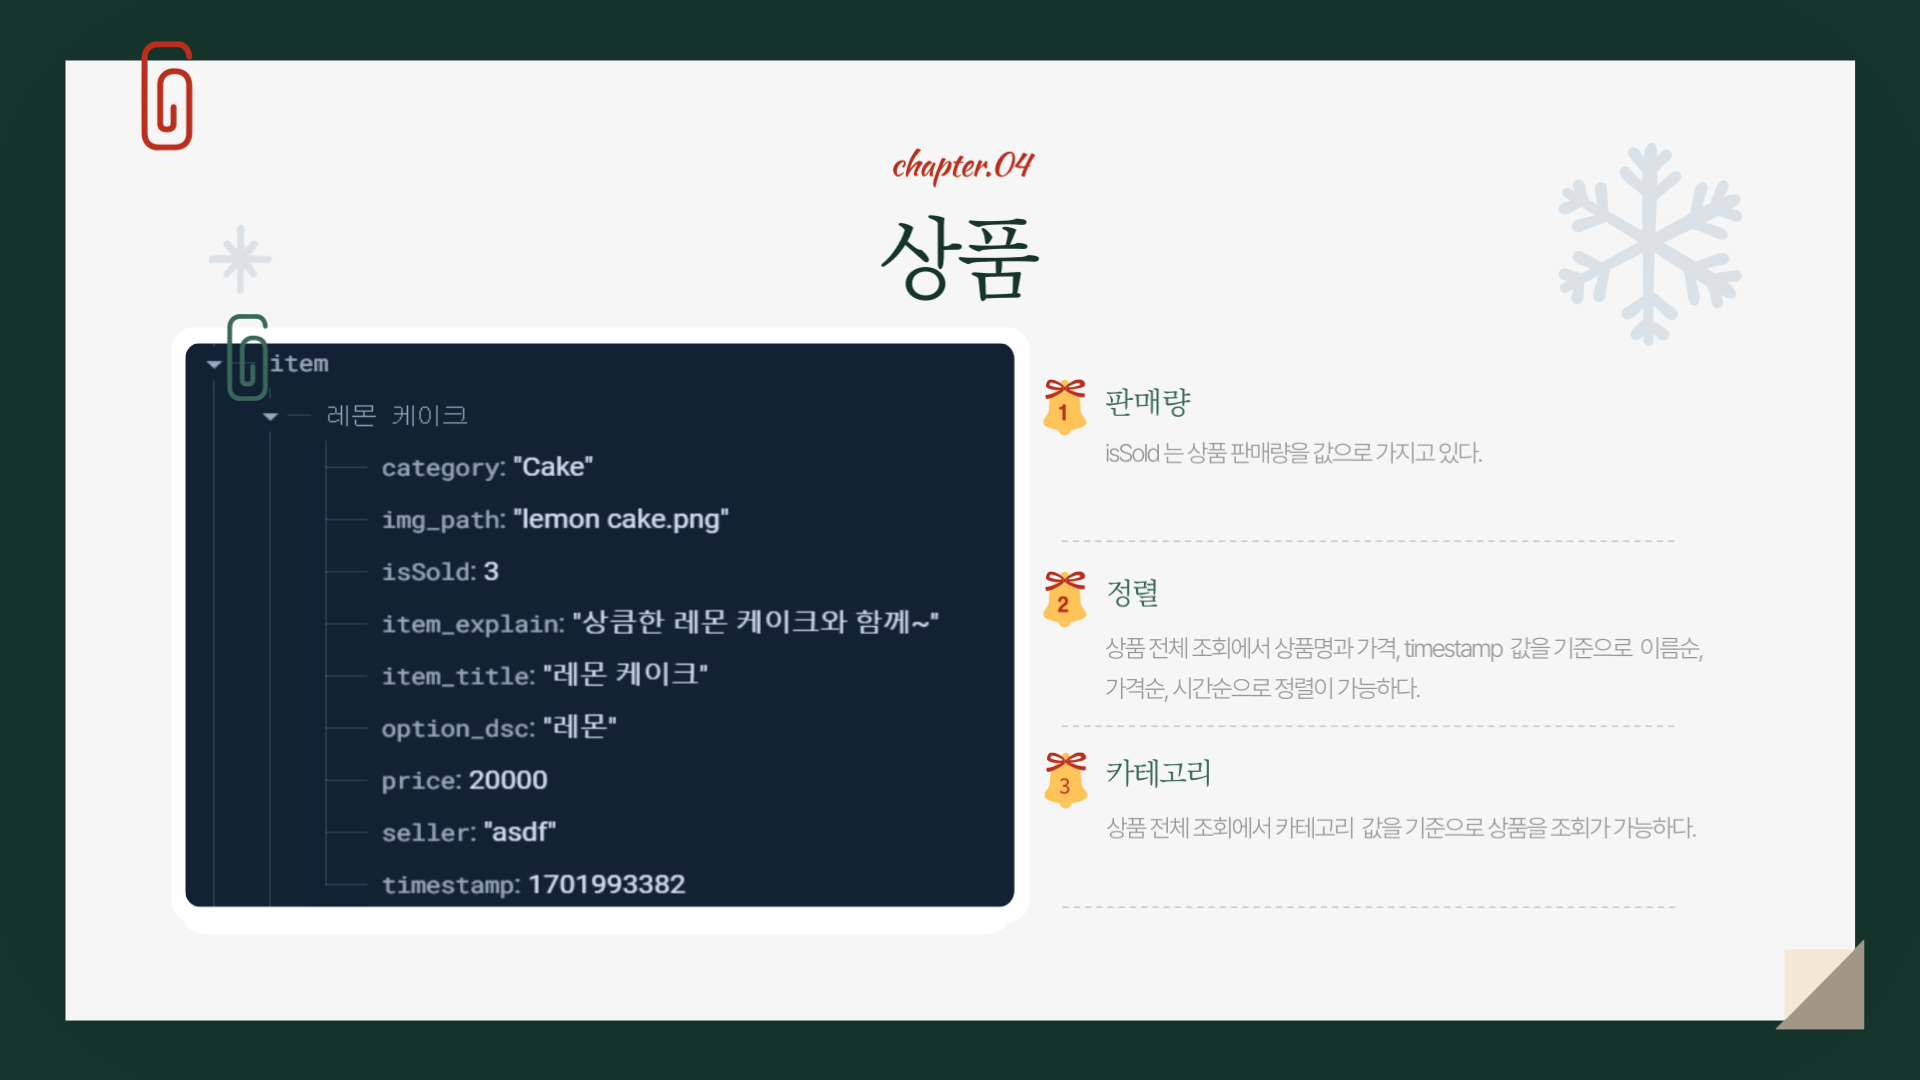 chapter.04
상품
item
레몬 케이크
category: "Cake"
img_path: "lemon cake.png"
isSold: 3
item_explain: "상큼한 레몬 케이크와 함께~"
item_title: "레몬 케이크"
option_dsc: "레몬"
price: 20000
seller: "asdf"
timestamp: 1701993382
1 판매량
isSold 는 상품 판매량을 값으로 가지고 있다.
2 정렬
상품 전체 조회에서 상품명과 가격, timestamp 값을 기준으로 이름순,
가격순, 시간순으로 정렬이 가능하다.
3 카테고리
상품 전체 조회에서 카테고리 값을 기준으로 상품을 조회가 가능하다.